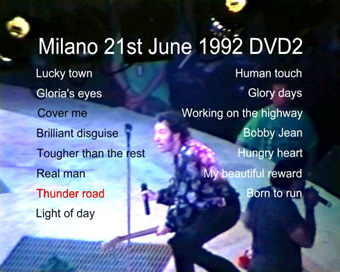 Milano 21st June 1992 DVD2
Lucky town
Gloria's eyes
Cover me
Brilliant disguise
Tougher than the rest
Real man
Thunder road
Light of day
Human touch
Glory days
Working on the highway
Bobby Jean
Hungry heart
My beautiful reward
Born to run